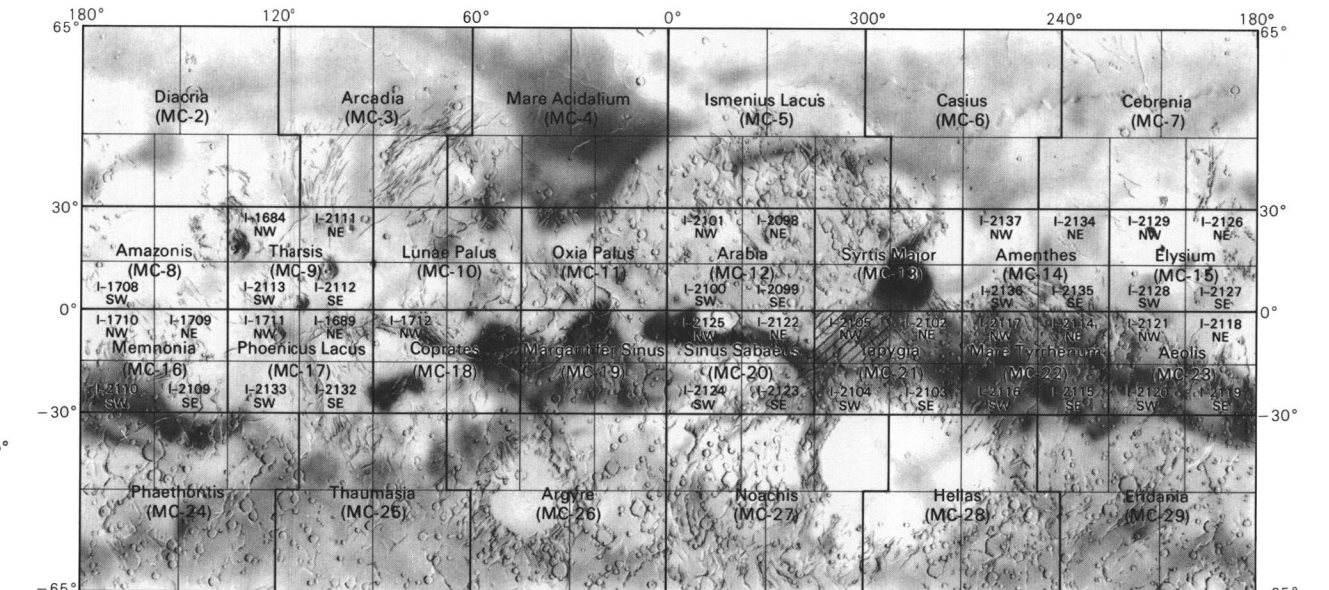 180° 120° 60° 0° 300° 240° 180°
65° 65°
Diacria Arcadia Mare Acidalium Ismenius Lacus Casius Cebrenia
(MC-2) (MC-3) (MC-4) (MC-5) (MC-6) (MC-7)
30° 30°
I-1684 I-2111 I-2101 I-2098 I-2137 I-2134 I-2129 I-2126
NW NE NW NE NW NE NW NE
Amazonis Tharsis Lunae Palus Oxia Palus Arabia Syrtis Major Amenthes Elysium
(MC-8) (MC-9) (MC-10) (MC-11) (MC-12) (MC-13) (MC-14) (MC-15)
I-1708 I-2113 I-2112 I-2100 I-2099 I-2136 I-2135 I-2128 I-2127
SW SW SE SW SE SW SE SW SE
0° 0°
I-1710 I-1709 I-1711 I-1689 I-1712 I-2125 I-2122 I-2105 I-2102 I-2117 I-2114 I-2121 I-2118
NW NE NW NE NW NW NE NW NE NW NE NW NE
Memnonia Phoenicus Lacus Coprates Margaritifer Sinus Sinus Sabaeus Iapygia Mare Tyrrhenum Aeolis
(MC-16) (MC-17) (MC-18) (MC-19) (MC-20) (MC-21) (MC-22) (MC-23)
I-2110 I-2109 I-2133 I-2132 I-2124 I-2123 I-2104 I-2103 I-2116 I-2115 I-2120 I-2119
SW SE SW SE SW SE SW SE SW SE SW SE
-30° -30°
Phaethontis Thaumasia Argyre Noachis Hellas Eridania
(MC-24) (MC-25) (MC-26) (MC-27) (MC-28) (MC-29)